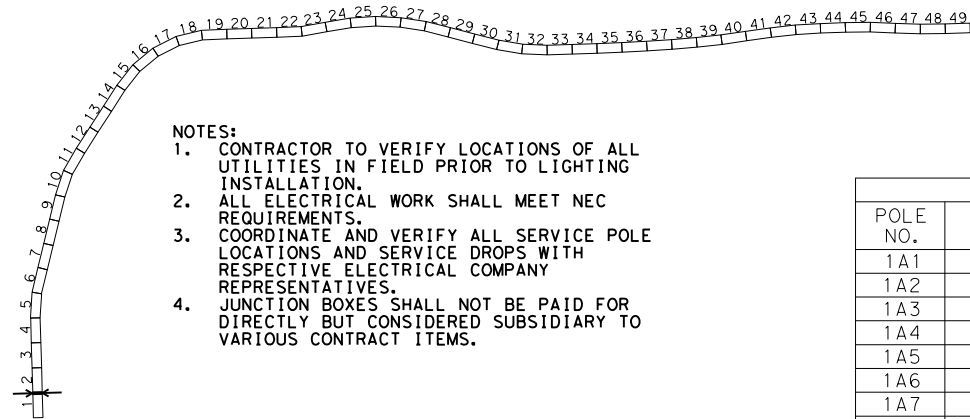 1
2
3
4
5
6
7
8
9
10
11
12
13
14
15
16
17
18
19
20
21
22
23
24
25
26
27
28
29
30
31
32
33
34
35
36
37
38
39
40
41
42
43
44
45
46
47
48
49
NOTES:
1. CONTRACTOR TO VERIFY LOCATIONS OF ALL
UTILITIES IN FIELD PRIOR TO LIGHTING
INSTALLATION.
2. ALL ELECTRICAL WORK SHALL MEET NEC
REQUIREMENTS.
3. COORDINATE AND VERIFY ALL SERVICE POLE
LOCATIONS AND SERVICE DROPS WITH
RESPECTIVE ELECTRICAL COMPANY
REPRESENTATIVES.
4. JUNCTION BOXES SHALL NOT BE PAID FOR
DIRECTLY BUT CONSIDERED SUBSIDIARY TO
VARIOUS CONTRACT ITEMS.
POLE
NO.
1A1
1A2
1A3
1A4
1A5
1A6
1A7